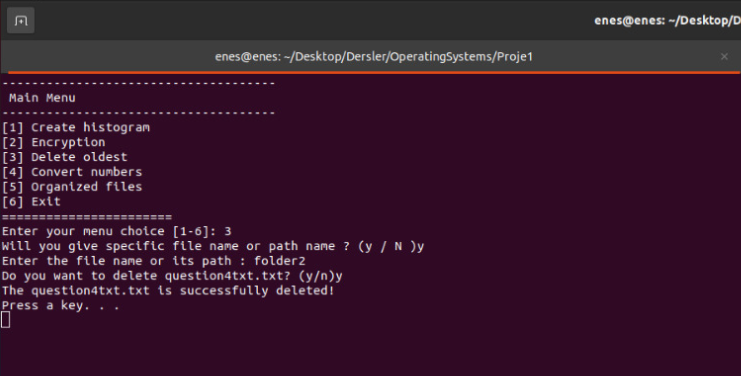 enes@enes: ~/Desktop/D
enes@enes: ~/Desktop/Dersler/OperatingSystems/Proje1
-------------------------------------
 Main Menu
-------------------------------------
[1] Create histogram
[2] Encryption
[3] Delete oldest
[4] Convert numbers
[5] Organized files
[6] Exit
=======================
Enter your menu choice [1-6]: 3
Will you give specific file name or path name ? (y / N )y
Enter the file name or its path : folder2
Do you want to delete question4txt.txt? (y/n)y
The question4txt.txt is successfully deleted!
Press a key. . .